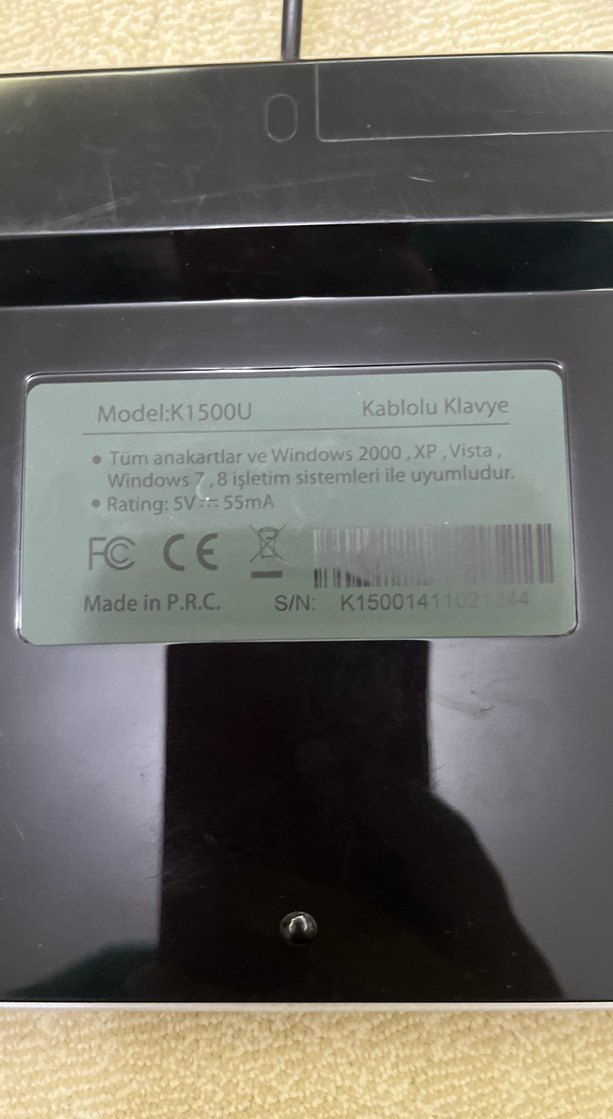 Model:K1500U Kablolu Klavye
• Tüm anakartlar ve Windows 2000 , XP , Vista ,
Windows 7 , 8 işletim sistemleri ile uyumludur.
• Rating: 5V⎓55mA
FC CE
Made in P.R.C. S/N: